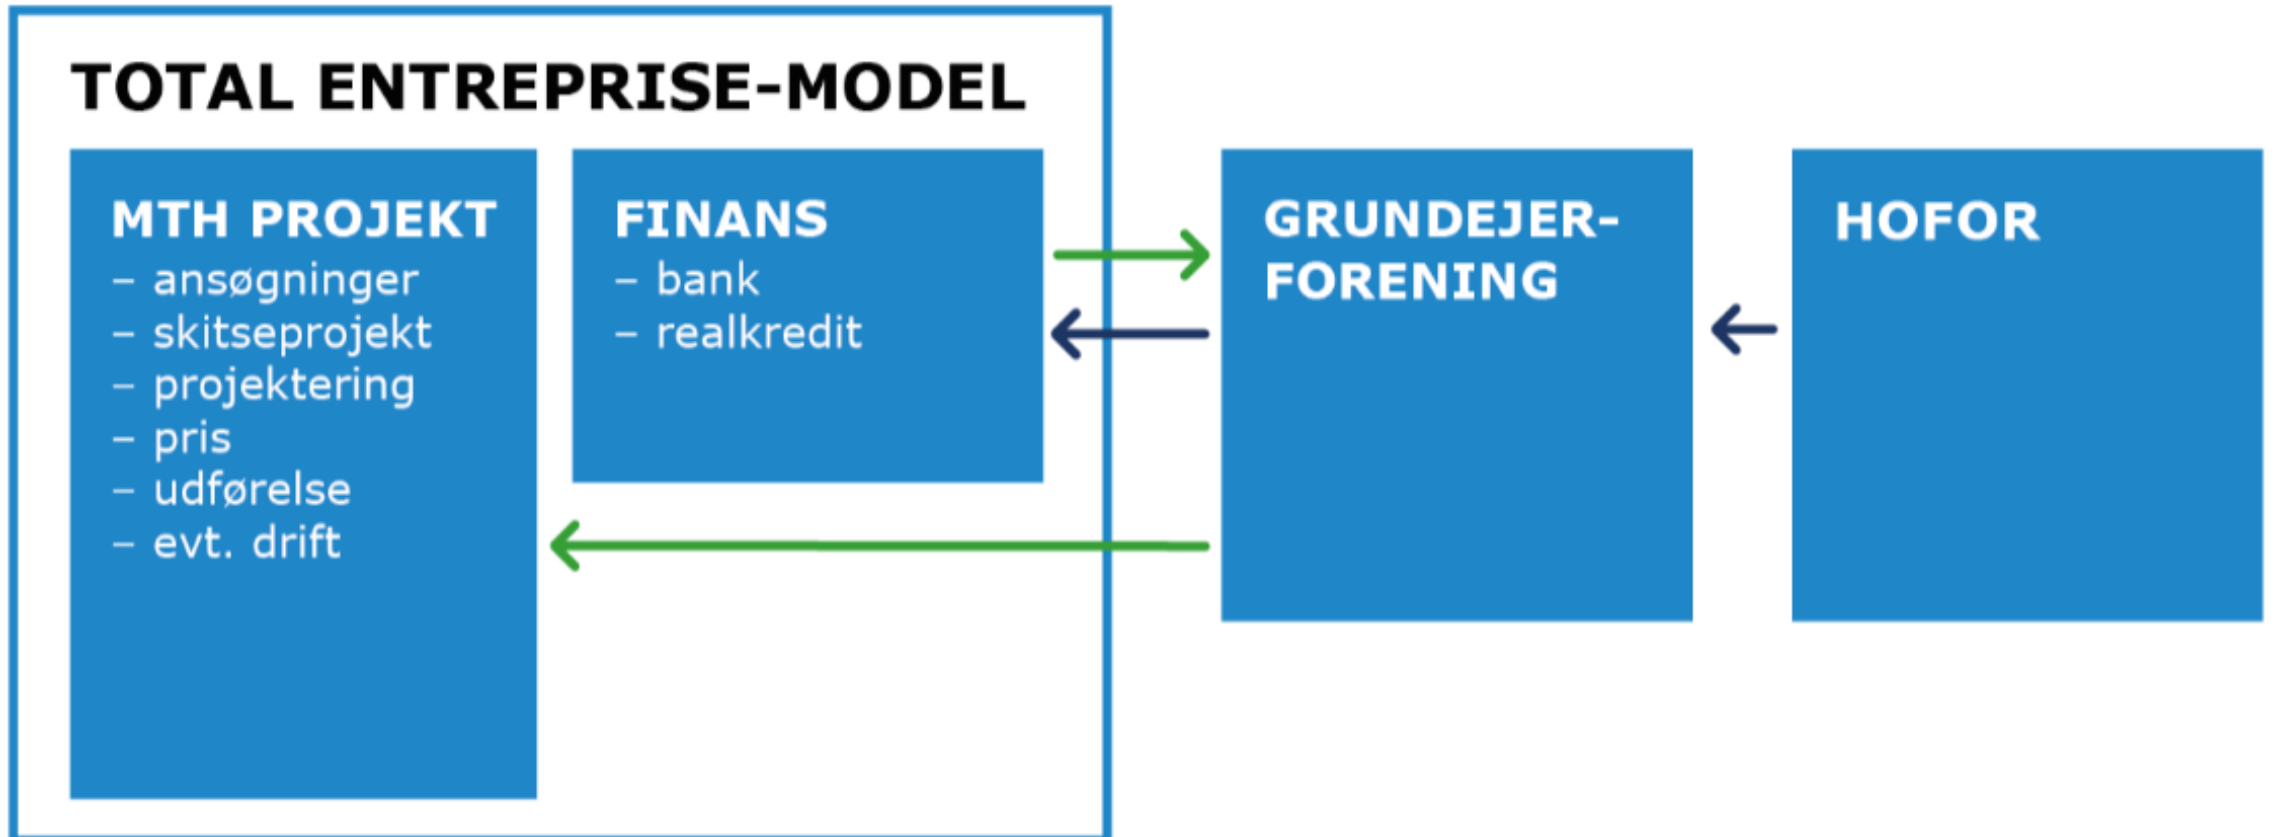 TOTAL ENTREPRISE-MODEL
MTH PROJEKT
– ansøgninger
– skitseprojekt
– projektering
– pris
– udførelse
– evt. drift
FINANS
– bank
– realkredit
GRUNDEJER-
FORENING
HOFOR